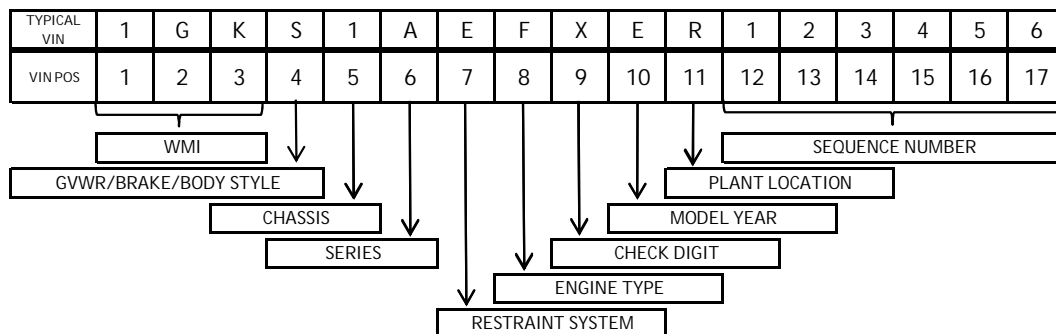 TYPICAL
VIN
1 G K S 1 A E F X E R 1 2 3 4 5 6
VIN POS 1 2 3 4 5 6 7 8 9 10 11 12 13 14 15 16 17
WMI
SEQUENCE NUMBER
GVWR/BRAKE/BODY STYLE
PLANT LOCATION
CHASSIS
MODEL YEAR
SERIES
CHECK DIGIT
ENGINE TYPE
RESTRAINT SYSTEM